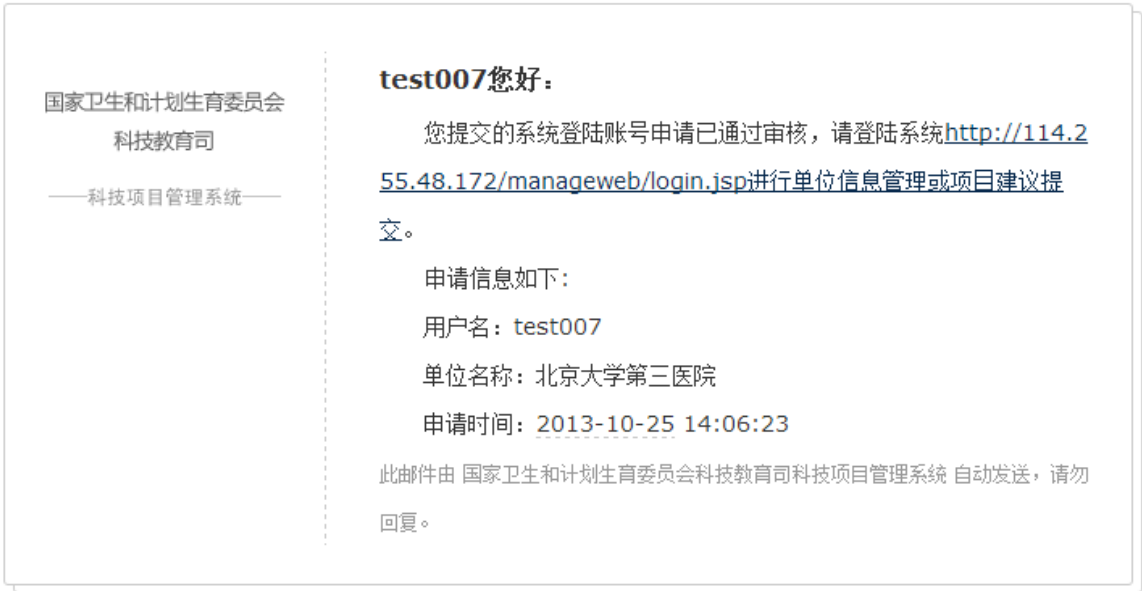 国家卫生和计划生育委员会
科技教育司
——科技项目管理系统——
test007您好：
您提交的系统登陆账号申请已通过审核，请登陆系统http://114.2
55.48.172/manageweb/login.jsp进行单位信息管理或项目建议提
交。
申请信息如下：
用户名：test007
单位名称：北京大学第三医院
申请时间：2013-10-25 14:06:23
此邮件由 国家卫生和计划生育委员会科技教育司科技项目管理系统 自动发送，请勿
回复。